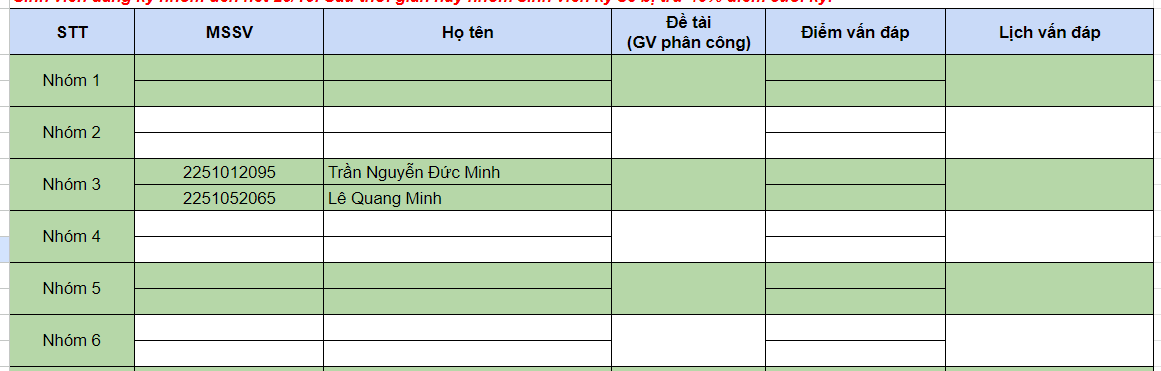 STT MSSV Họ tên Đề tài (GV phân công) Điểm vấn đáp Lịch vấn đáp
Nhóm 1
Nhóm 2
Nhóm 3
2251012095 Trần Nguyễn Đức Minh
2251052065 Lê Quang Minh
Nhóm 4
Nhóm 5
Nhóm 6